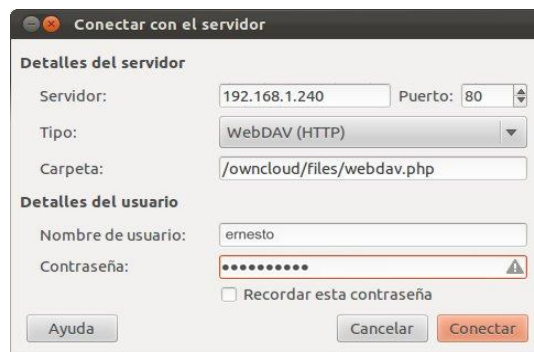 Conectar con el servidor
Detalles del servidor
Servidor: 192.168.1.240 Puerto: 80
Tipo: WebDAV (HTTP)
Carpeta: /owncloud/files/webdav.php
Detalles del usuario
Nombre de usuario: ernesto
Contraseña: ••••••••••
Recordar esta contraseña
Ayuda Cancelar Conectar